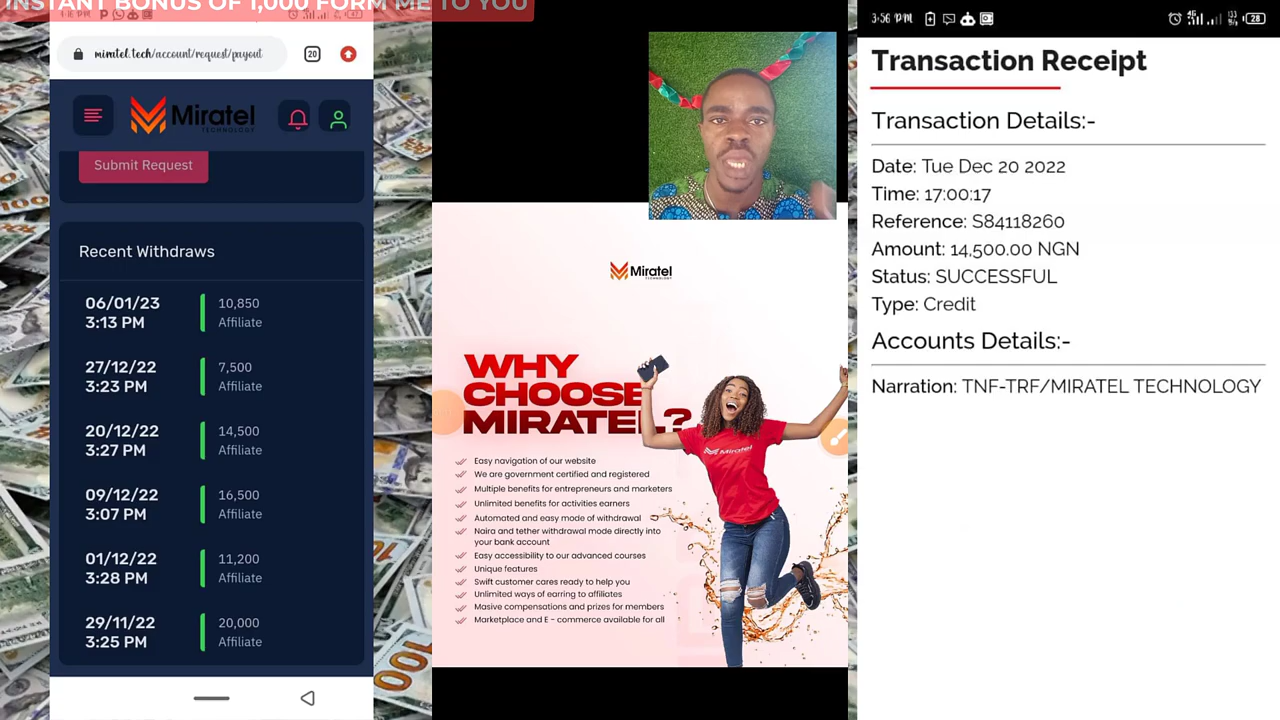 INSTANT BONUS OF 1,000 FORM ME TO YOU
miratel.tech/account/request/payout
20
Miratel
TECHNOLOGY
Submit Request
Recent Withdraws
06/01/23
3:13 PM
10,850
Affiliate
27/12/22
3:23 PM
7,500
Affiliate
20/12/22
3:27 PM
14,500
Affiliate
09/12/22
3:07 PM
16,500
Affiliate
01/12/22
3:28 PM
11,200
Affiliate
29/11/22
3:25 PM
20,000
Affiliate
Miratel
TECHNOLOGY
WHY
CHOOSE
MIRATEL?
Easy navigation of our website
We are government certified and registered
Multiple benefits for entrepreneurs and marketers
Unlimited benefits for activities earners
Automated and easy mode of withdrawal
Naira and tether withdrawal mode directly into
your bank account
Easy accessibility to our advanced courses
Unique features
Swift customer cares ready to help you
Unlimited ways of earring to affiliates
Masive compensations and prizes for members
Marketplace and E - commerce available for all
Miratel
3:56 PM
28
Transaction Receipt
Transaction Details:-
Date: Tue Dec 20 2022
Time: 17:00:17
Reference: S84118260
Amount: 14,500.00 NGN
Status: SUCCESSFUL
Type: Credit
Accounts Details:-
Narration: TNF-TRF/MIRATEL TECHNOLOGY